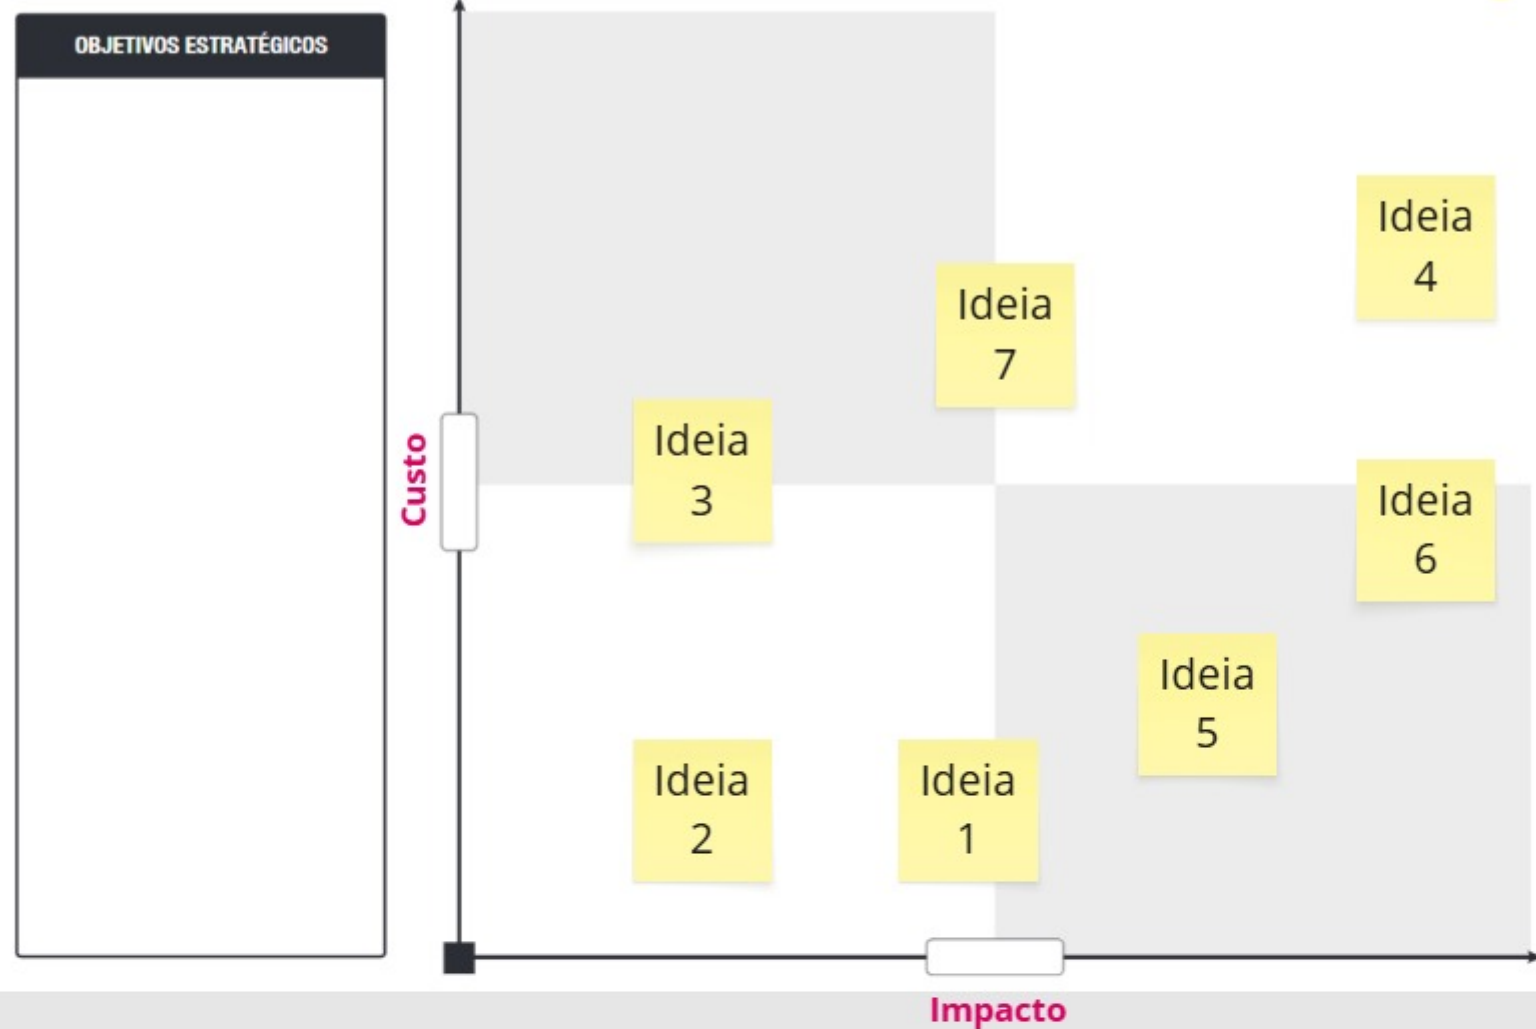 OBJETIVOS ESTRATÉGICOS
Ideia
4
Ideia
7
Ideia
3
Custo
Ideia
6
Ideia
5
Ideia
2
Ideia
1
Impacto